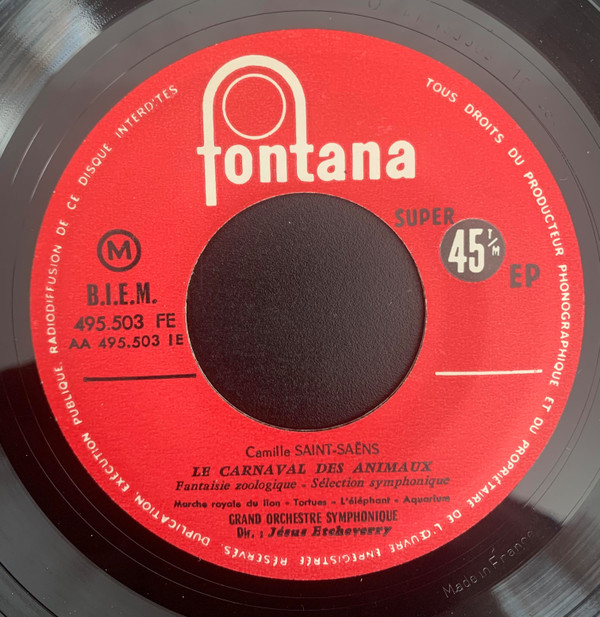 fontana
SUPER
45 T/M
EP
M
B.I.E.M.
495.503 FE
AA 495.503 1E
Camille SAINT-SAËNS
LE CARNAVAL DES ANIMAUX
Fantaisie zoologique - Sélection symphonique
Marche royale du lion - Tortues - L'éléphant - Aquarium
GRAND ORCHESTRE SYMPHONIQUE
Dir. : Jésus Etcheverry
TOUS DROITS DU PRODUCTEUR PHONOGRAPHIQUE ET DU PROPRIÉTAIRE DE L'ŒUVRE ENREGISTRÉE RÉSERVÉS. DUPLICATION, EXÉCUTION PUBLIQUE, RADIODIFFUSION DE CE DISQUE INTERDITES
Made in France